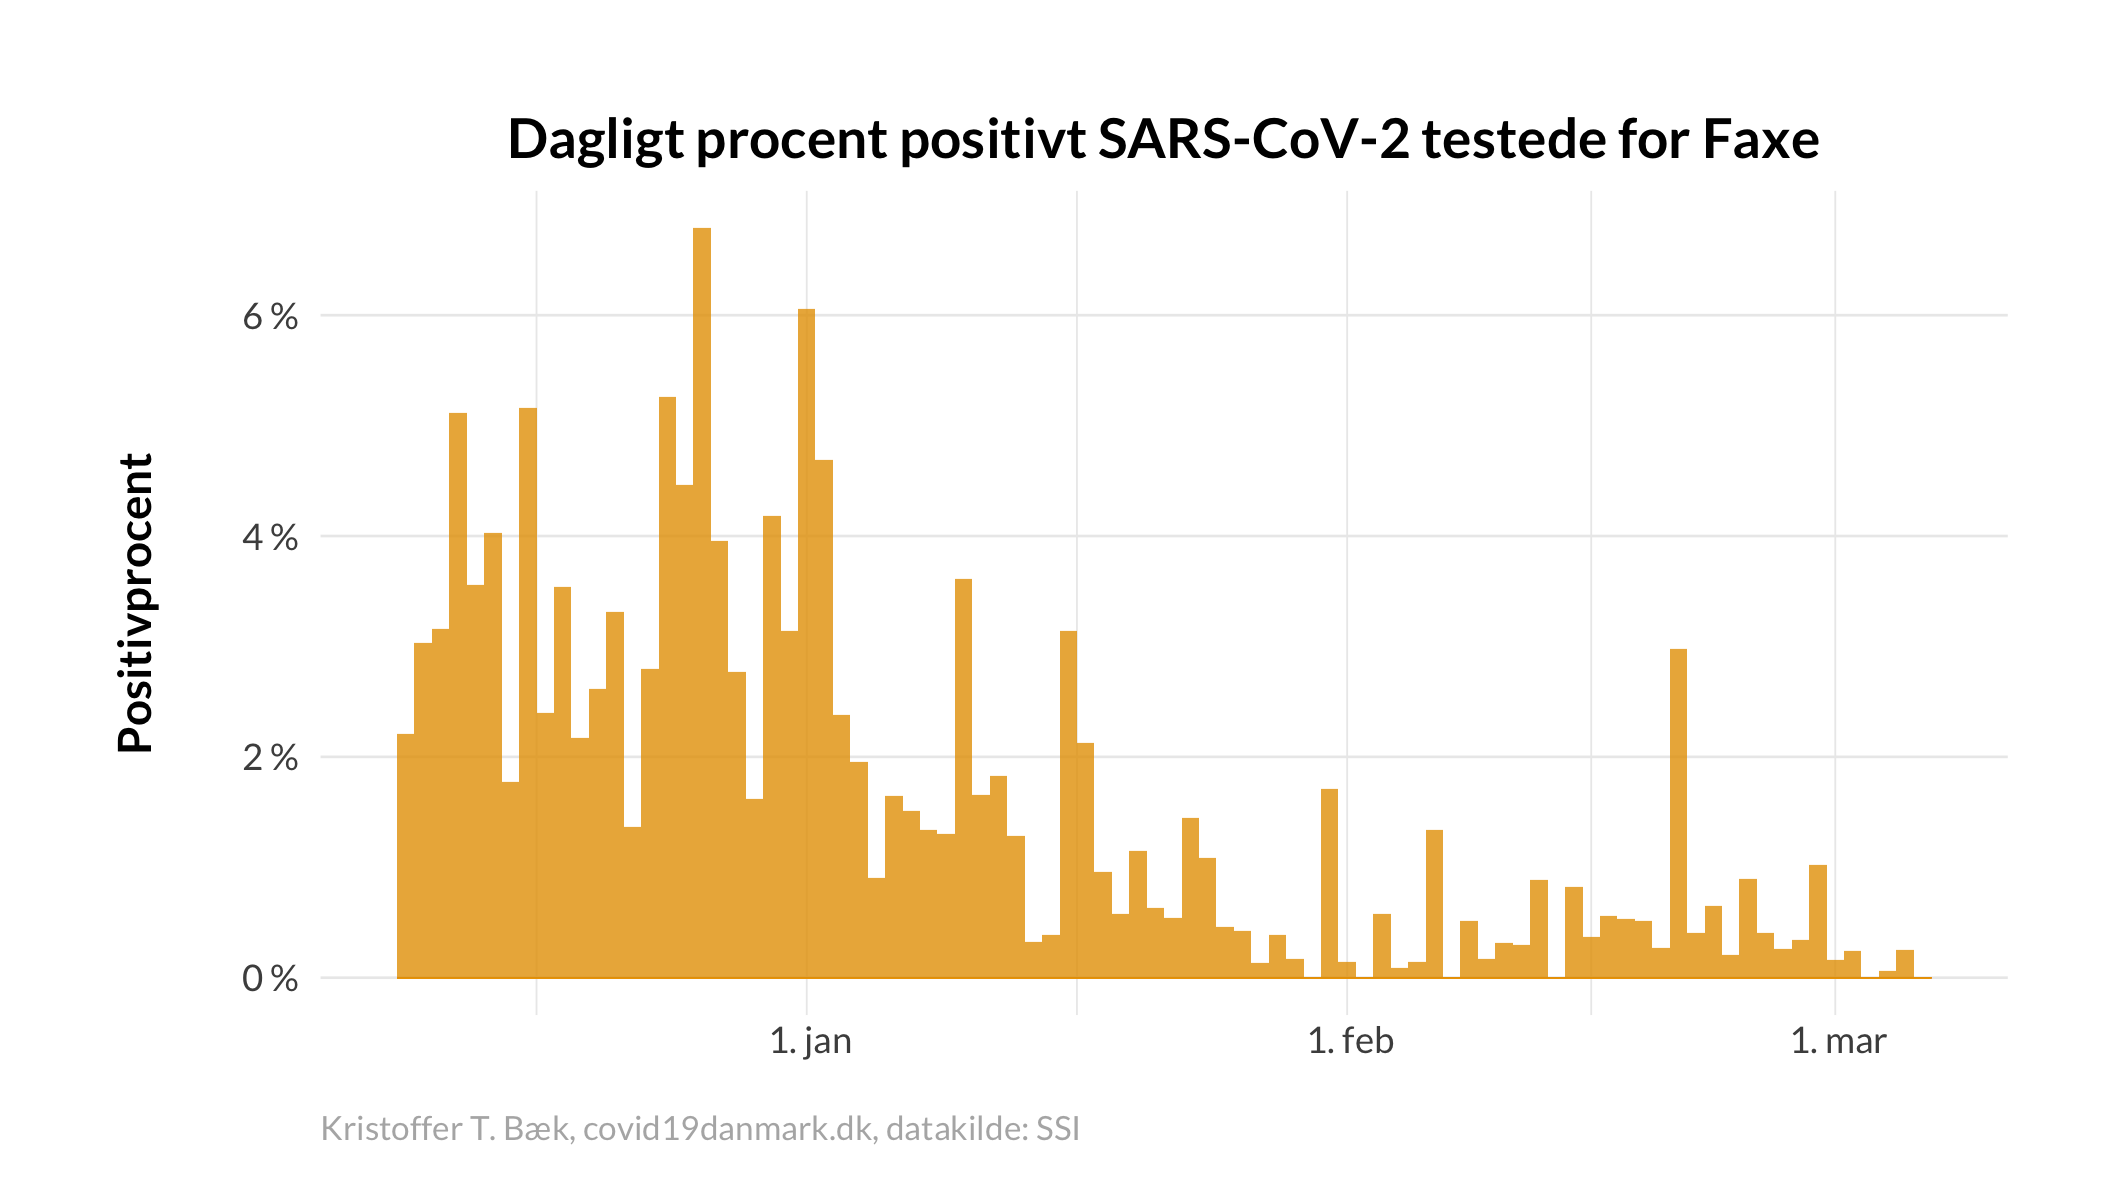 Dagligt procent positivt SARS-CoV-2 testede for Faxe
Positivprocent
6 %
4 %
2 %
0 %
1. jan
1. feb
1. mar
Kristoffer T. Bæk, covid19danmark.dk, datakilde: SSI